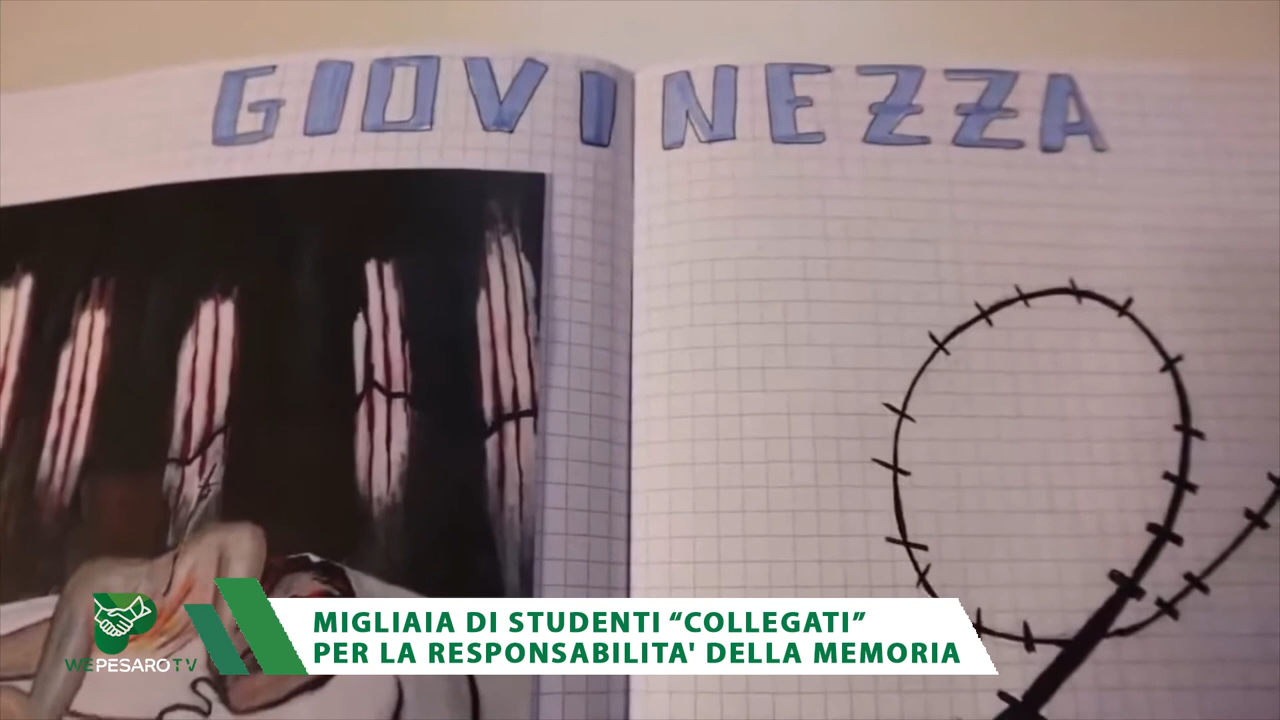 GIOVINEZZA
MIGLIAIA DI STUDENTI “COLLEGATI”
PER LA RESPONSABILITA' DELLA MEMORIA
WEPESAROTV